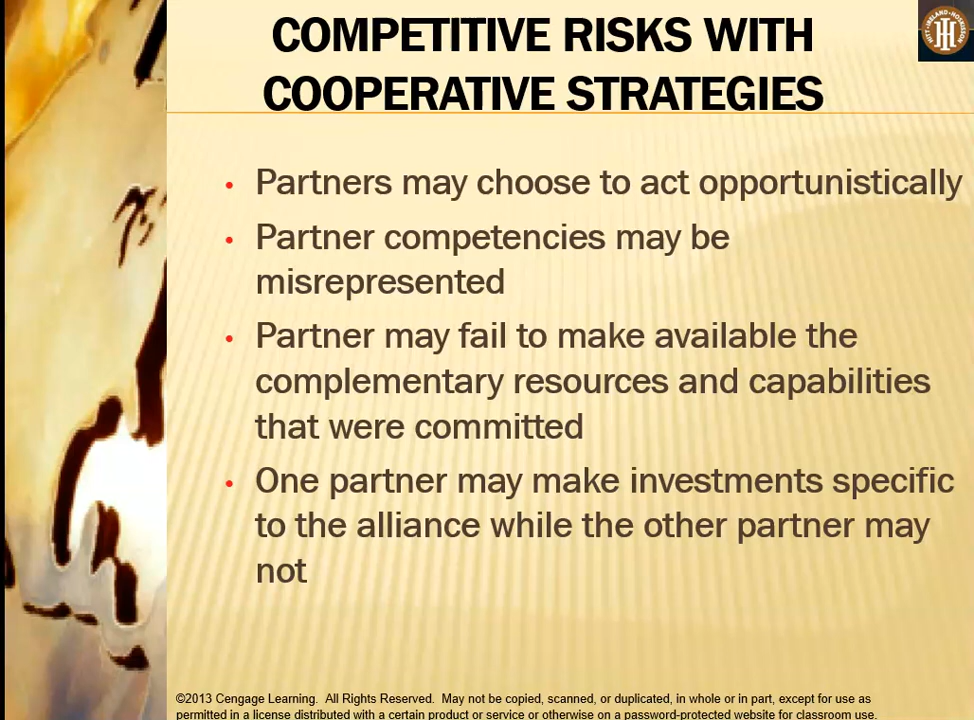 COMPETITIVE RISKS WITH
COOPERATIVE STRATEGIES
HITT·IRELAND·HOSKISSON
• Partners may choose to act opportunistically
• Partner competencies may be
misrepresented
• Partner may fail to make available the
complementary resources and capabilities
that were committed
• One partner may make investments specific
to the alliance while the other partner may
not
©2013 Cengage Learning. All Rights Reserved. May not be copied, scanned, or duplicated, in whole or in part, except for use as
permitted in a license distributed with a certain product or service or otherwise on a password-protected website for classroom use.